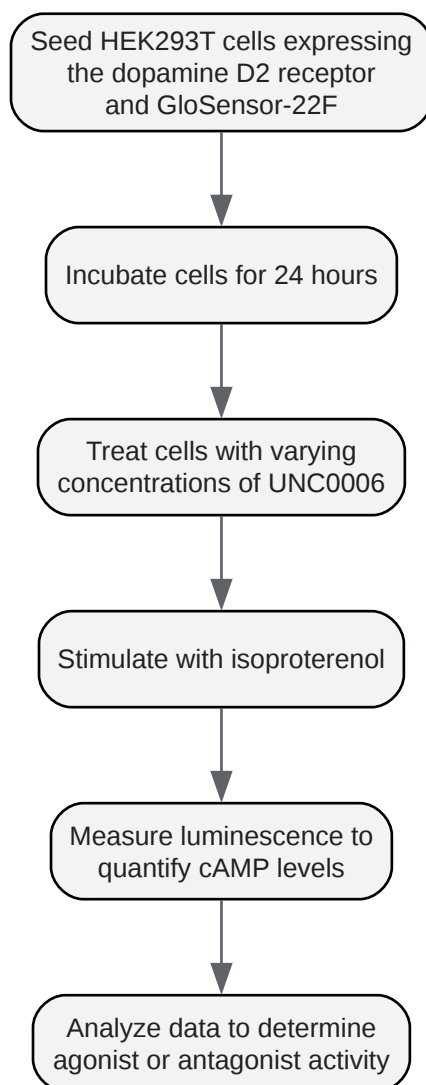 Seed HEK293T cells expressing
the dopamine D2 receptor
and GloSensor-22F
Incubate cells for 24 hours
Treat cells with varying
concentrations of UNC0006
Stimulate with isoproterenol
Measure luminescence to
quantify cAMP levels
Analyze data to determine
agonist or antagonist activity